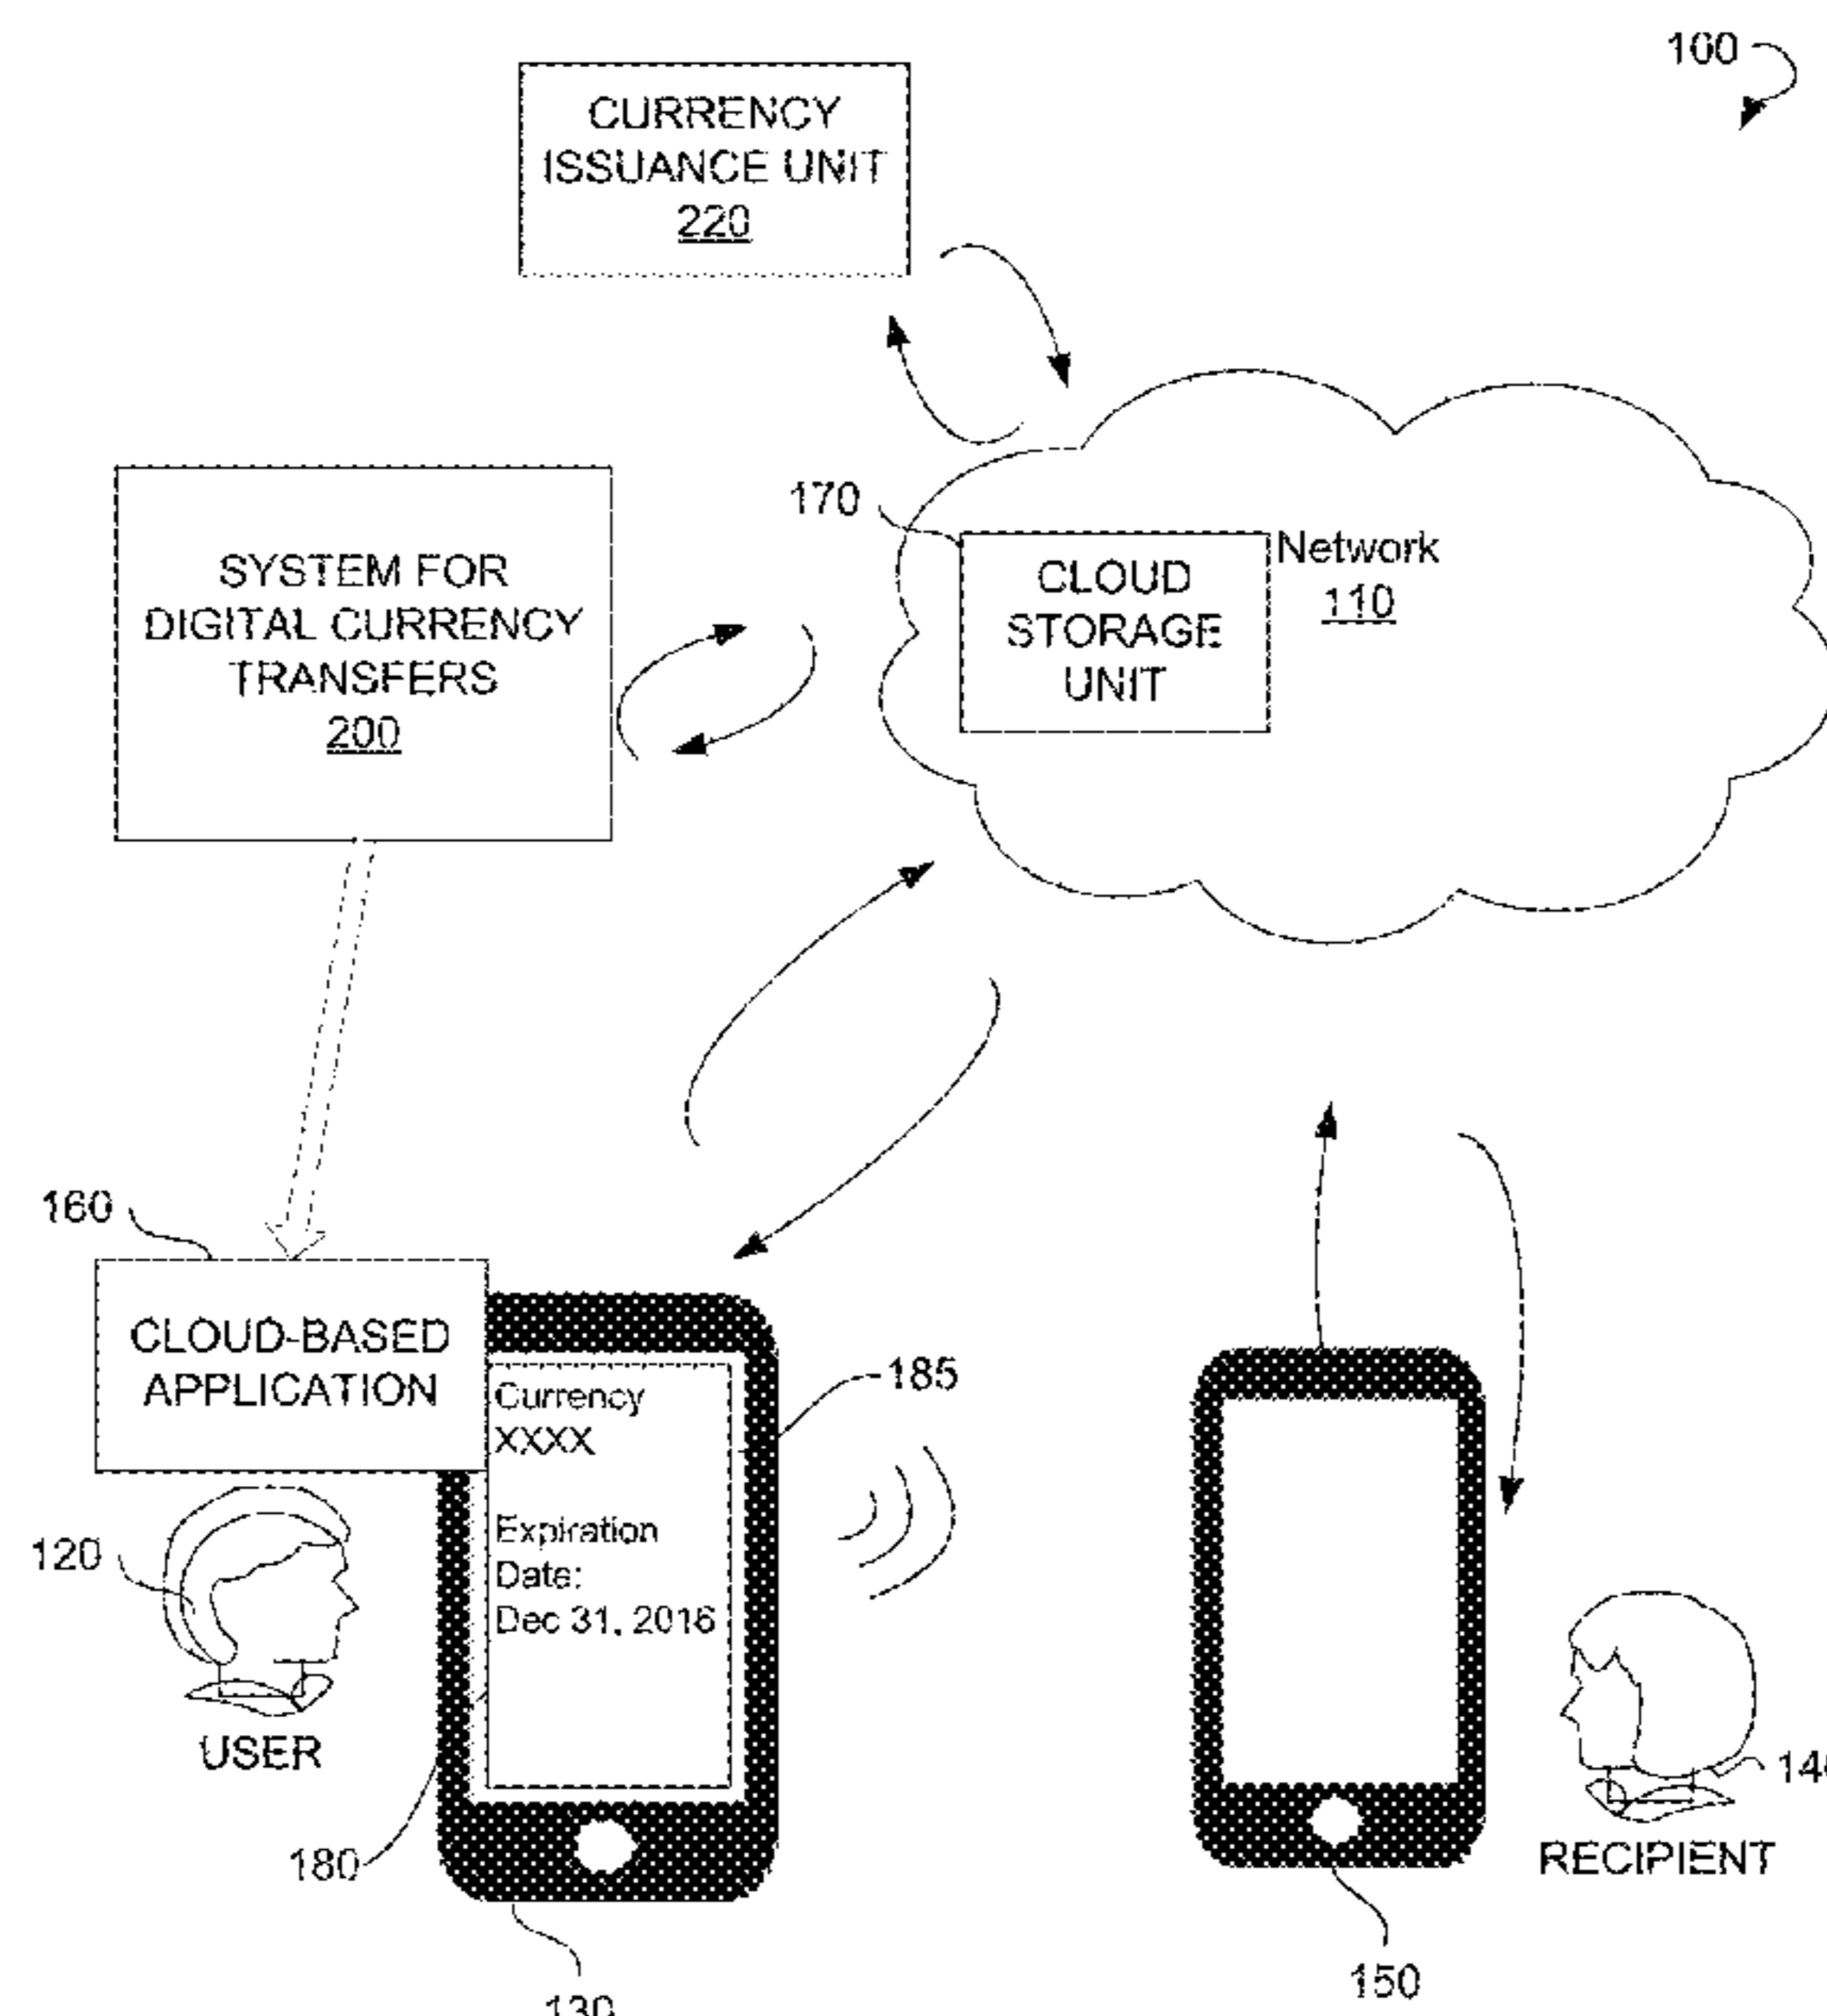 100
CURRENCY
ISSUANCE UNIT
220
170
Network
110
CLOUD
STORAGE
UNIT
SYSTEM FOR
DIGITAL CURRENCY
TRANSFERS
200
160
CLOUD-BASED
APPLICATION
Currency
XXXX
Expiration
Date:
Dec 31, 2016
185
120
USER
180
130
140
RECIPIENT
150